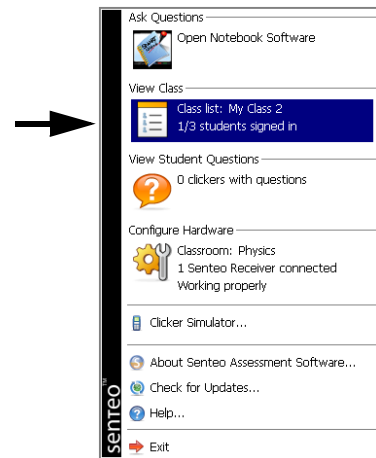 Ask Questions
Open Notebook Software
View Class
Class list: My Class 2
1/3 students signed in
View Student Questions
0 clickers with questions
Configure Hardware
Classroom: Physics
1 Senteo Receiver connected
Working properly
Clicker Simulator...
About Senteo Assessment Software...
Check for Updates...
Help...
Exit
senTeo™